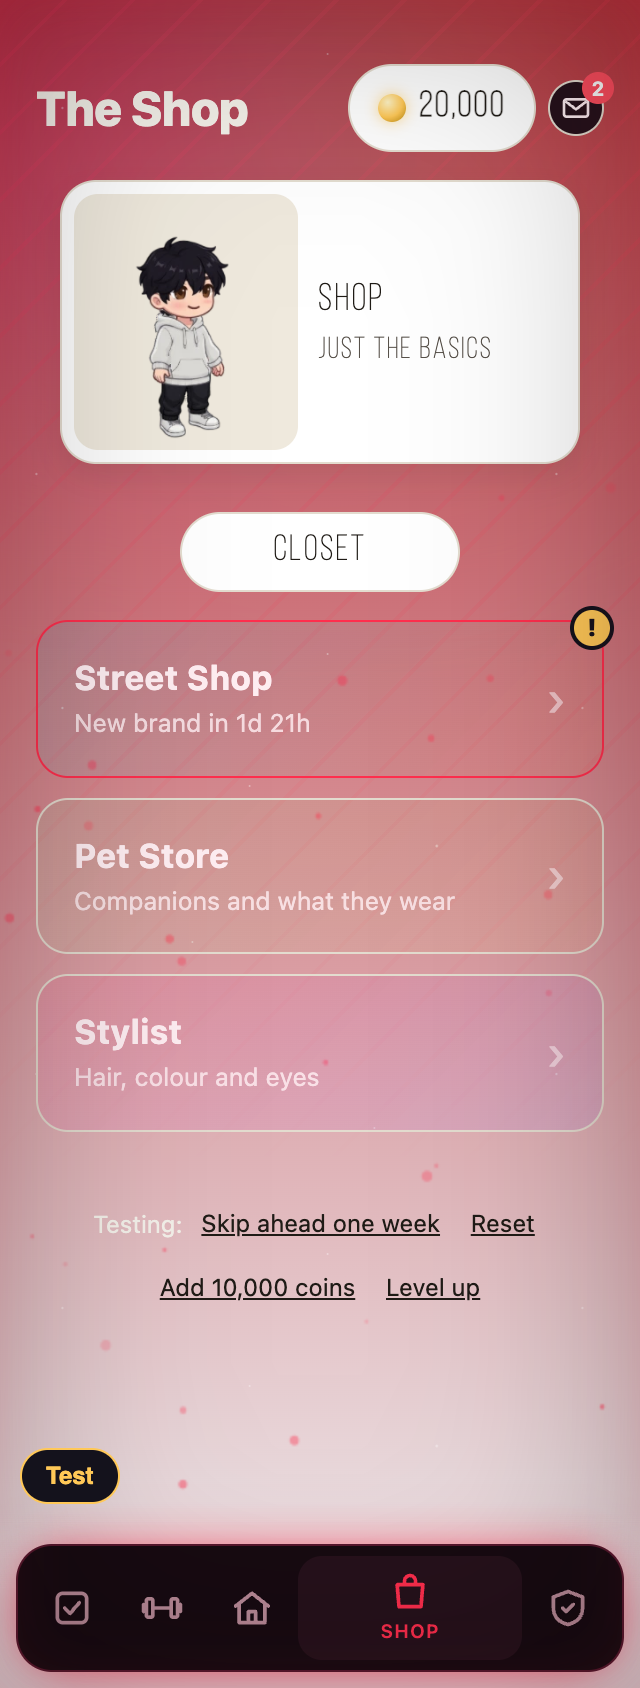 The Shop
20,000
2
SHOP
JUST THE BASICS
CLOSET
!
Street Shop
New brand in 1d 21h
Pet Store
Companions and what they wear
Stylist
Hair, colour and eyes
Testing: Skip ahead one week Reset
Add 10,000 coins Level up
Test
SHOP